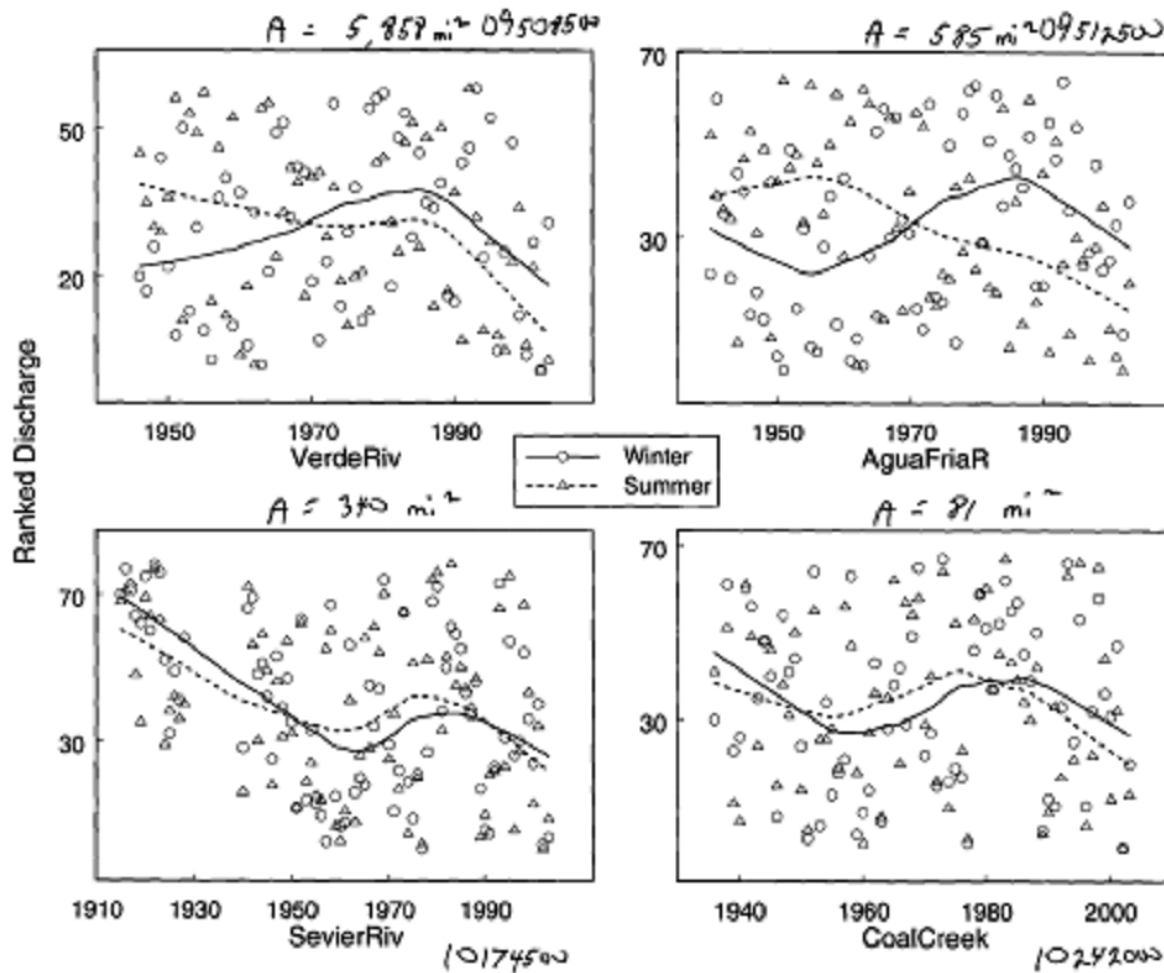 A = 5,858 mi² 09508500
A = 585 mi² 09512500
50
20
1950 1970 1990
VerdeRiv
70
30
1950 1970 1990
AguaFriaR
Ranked Discharge
Winter
Summer
A = 340 mi²
A = 81 mi²
70
30
1910 1930 1950 1970 1990
SevierRiv
10174500
70
30
1940 1960 1980 2000
CoalCreek
10242000